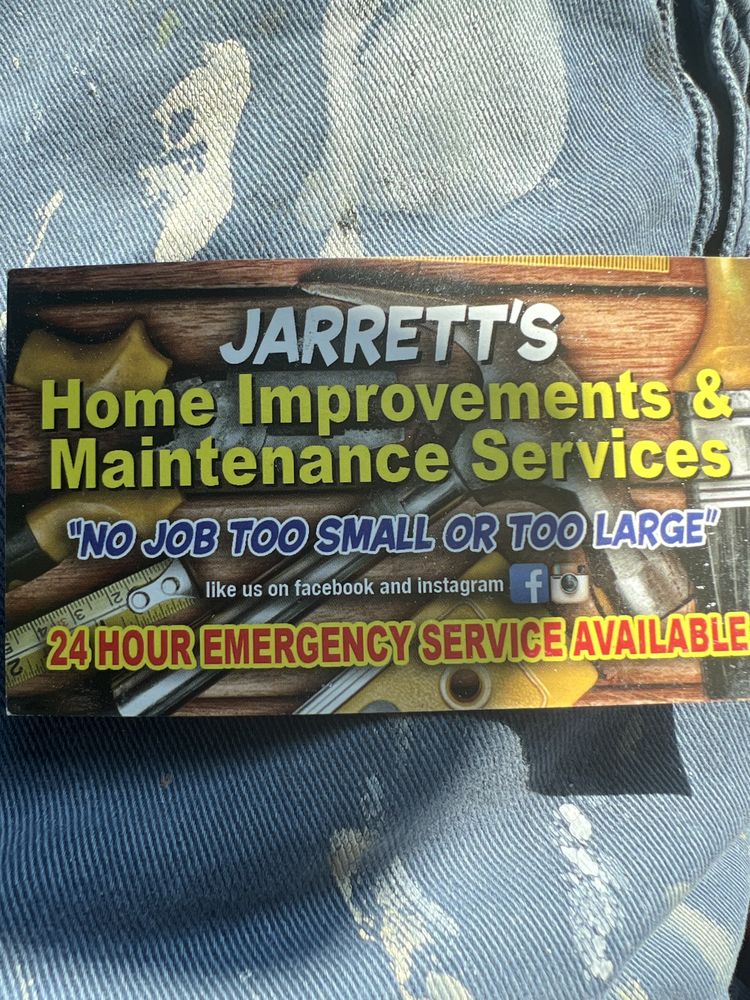 JARRETT'S
Home Improvements &
Maintenance Services
"NO JOB TOO SMALL OR TOO LARGE"
like us on facebook and instagram f
24 HOUR EMERGENCY SERVICE AVAILABLE